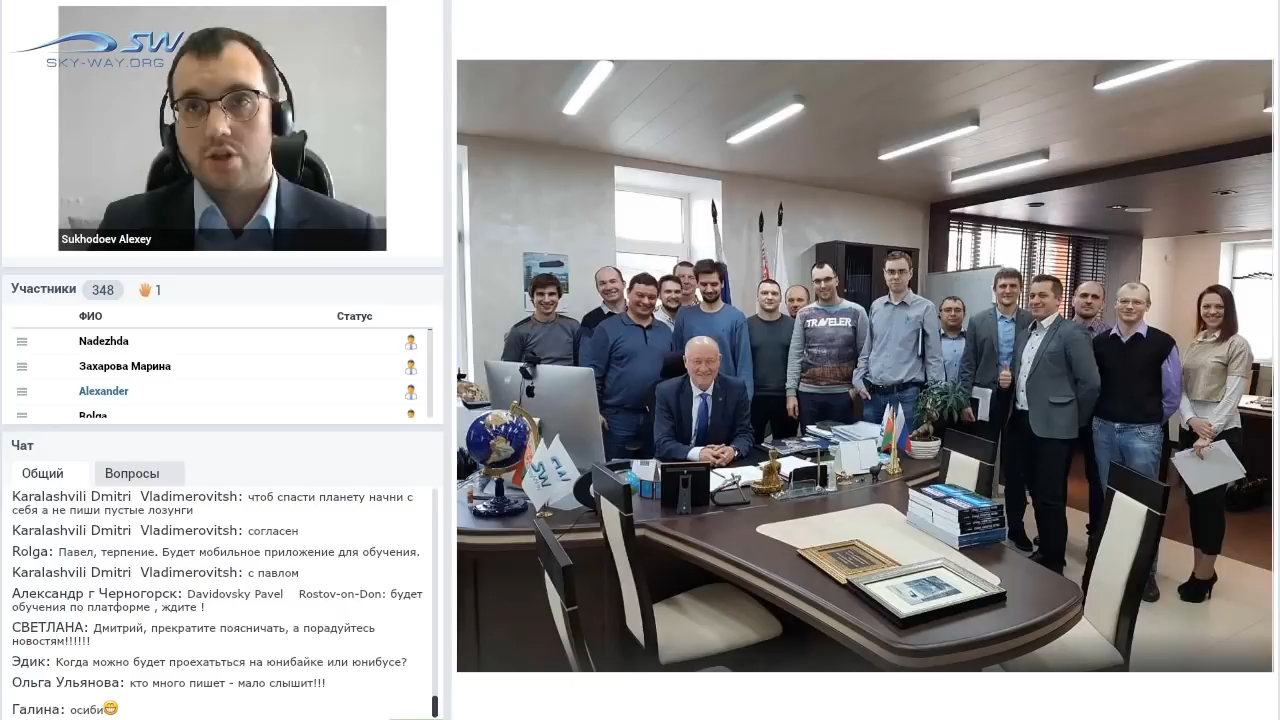 SW
SKY-WAY.ORG
Sukhodoev Alexey
Участники 348 1
ФИО Статус
Nadezhda
Захарова Марина
Alexander
Rolga
Чат
Общий Вопросы
Karalashvili Dmitri Vladimerovitsh: чтоб спасти планету начни с
себя а не пиши пустые лозунги
Karalashvili Dmitri Vladimerovitsh: согласен
Rolga: Павел, терпение. Будет мобильное приложение для обучения.
Karalashvili Dmitri Vladimerovitsh: с павлом
Александр г Черногорск: Davidovsky Pavel Rostov-on-Don: будет
обучения по платформе , ждите !
СВЕТЛАНА: Дмитрий, прекратите поясничать, а порадуйтесь
новостям!!!!!!
Эдик: Когда можно будет проехатьться на юнибайке или юнибусе?
Ольга Ульянова: кто много пишет - мало слышит!!!
Галина: осиби
TRAVELER
SW